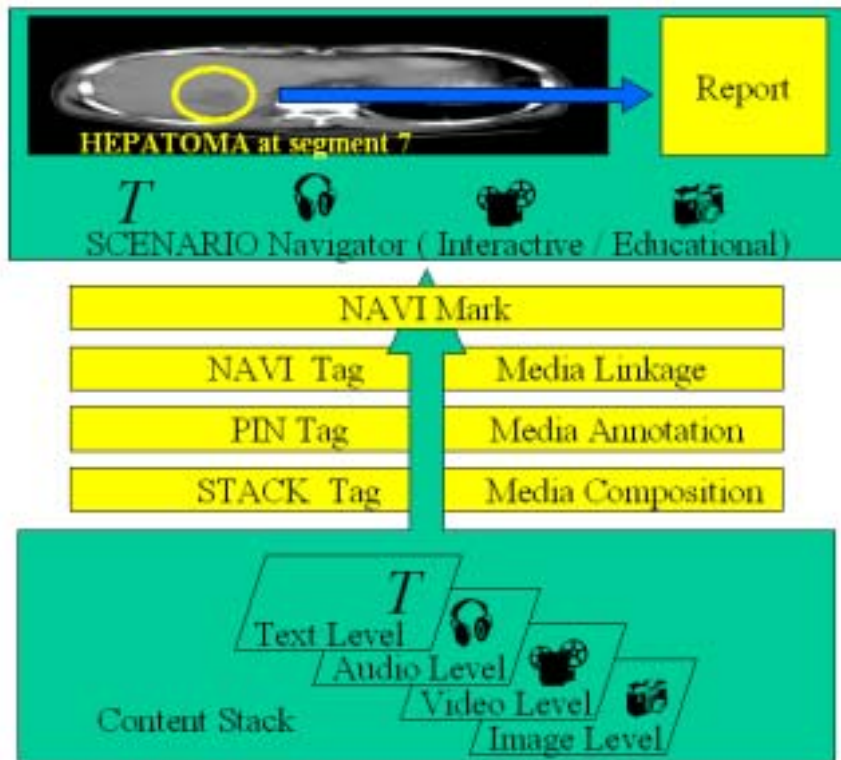 Report
HEPATOMA at segment 7
T
SCENARIO Navigator ( Interactive / Educational)
NAVI Mark
NAVI Tag Media Linkage
PIN Tag Media Annotation
STACK Tag Media Composition
T
Text Level
Audio Level
Video Level
Content Stack
Image Level